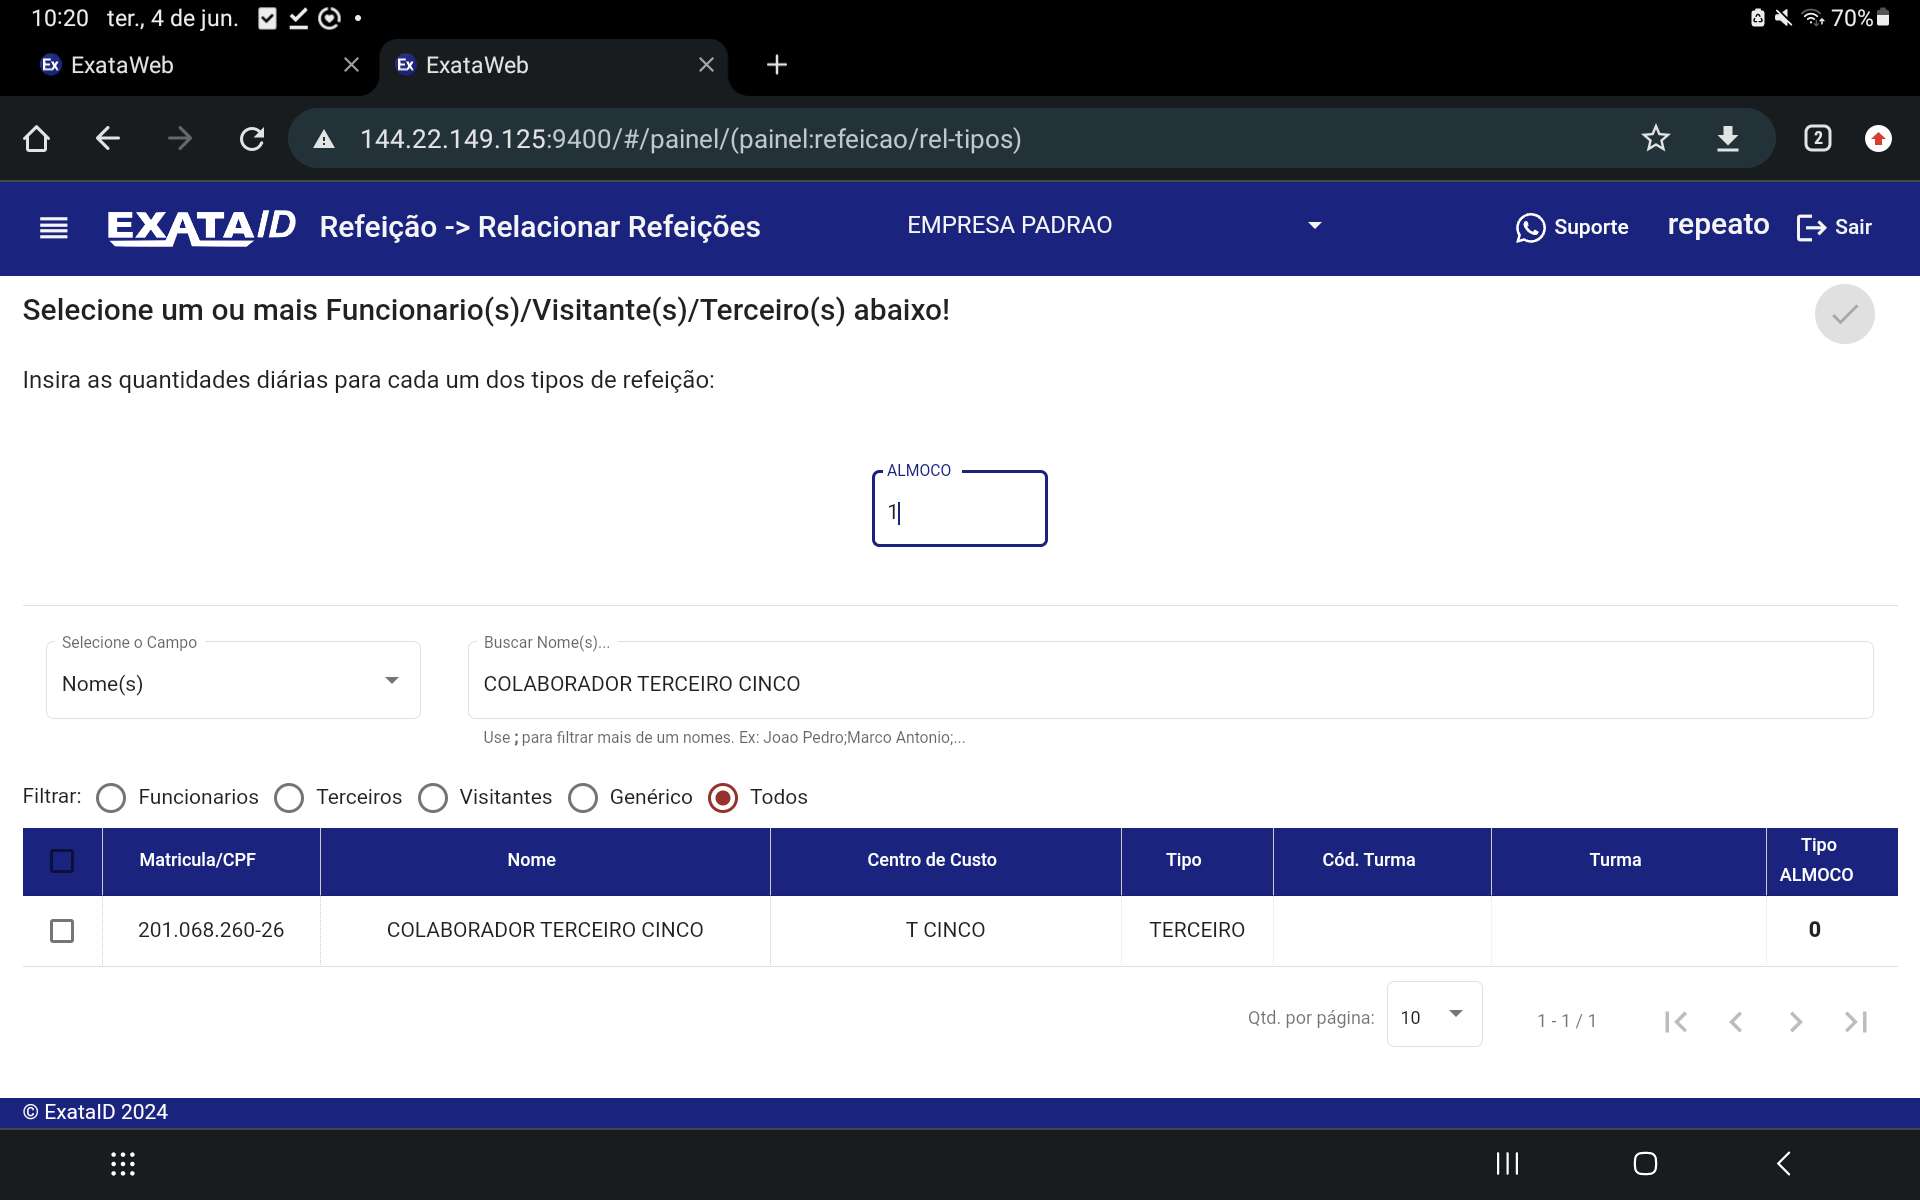 10:20 ter., 4 de jun. 70%
Ex ExataWeb Ex ExataWeb
144.22.149.125:9400/#/painel/(painel:refeicao/rel-tipos) 2
EXATAID Refeição -> Relacionar Refeições EMPRESA PADRAO Suporte repeato Sair
Selecione um ou mais Funcionario(s)/Visitante(s)/Terceiro(s) abaixo!
Insira as quantidades diárias para cada um dos tipos de refeição:
ALMOCO
1
Selecione o Campo Buscar Nome(s)...
Nome(s) COLABORADOR TERCEIRO CINCO
Use ; para filtrar mais de um nomes. Ex: Joao Pedro;Marco Antonio;...
Filtrar: Funcionarios Terceiros Visitantes Genérico Todos
Matricula/CPF Nome Centro de Custo Tipo Cód. Turma Turma Tipo ALMOCO
201.068.260-26 COLABORADOR TERCEIRO CINCO T CINCO TERCEIRO 0
Qtd. por página: 10 1 - 1 / 1
© ExataID 2024